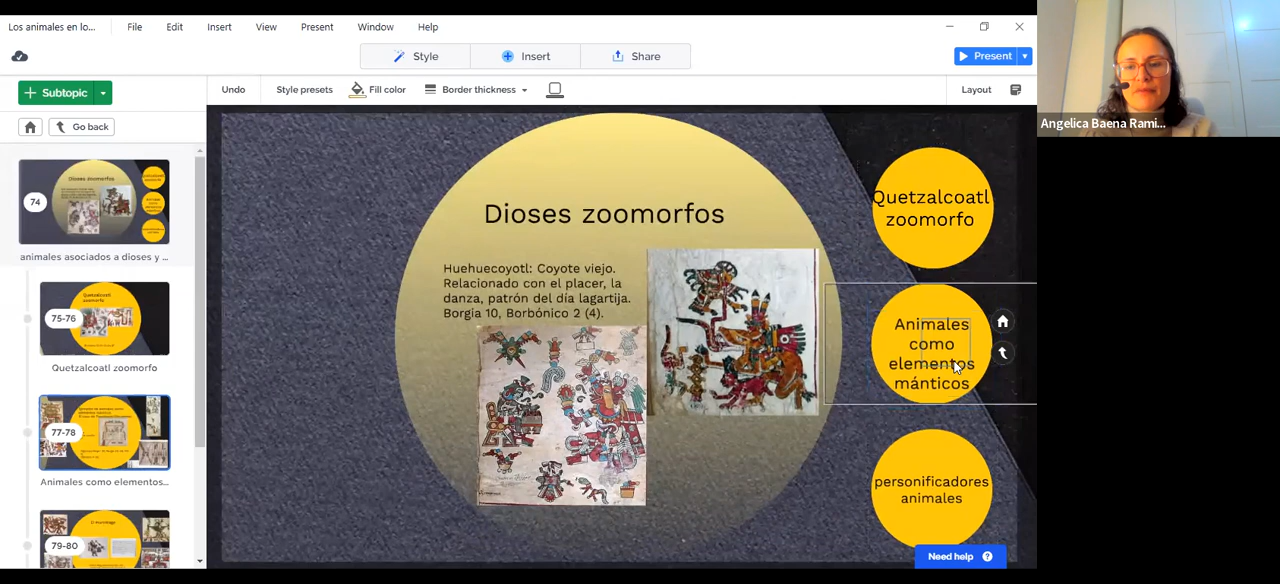 Los animales en lo...
File
Edit
Insert
View
Present
Window
Help
Style
Insert
Share
Present
Subtopic
Undo
Style presets
Fill color
Border thickness
Layout
Go back
74
animales asociados a dioses y ...
75-76
Quetzalcoatl zoomorfo
77-78
Animales como elementos...
79-80
Dioses zoomorfos
Huehuecoyotl: Coyote viejo.
Relacionado con el placer, la
danza, patrón del día lagartija.
Borgia 10, Borbónico 2 (4).
Quetzalcoatl
zoomorfo
Animales
como
elementos
mánticos
personificadores
animales
Need help
Angelica Baena Rami...